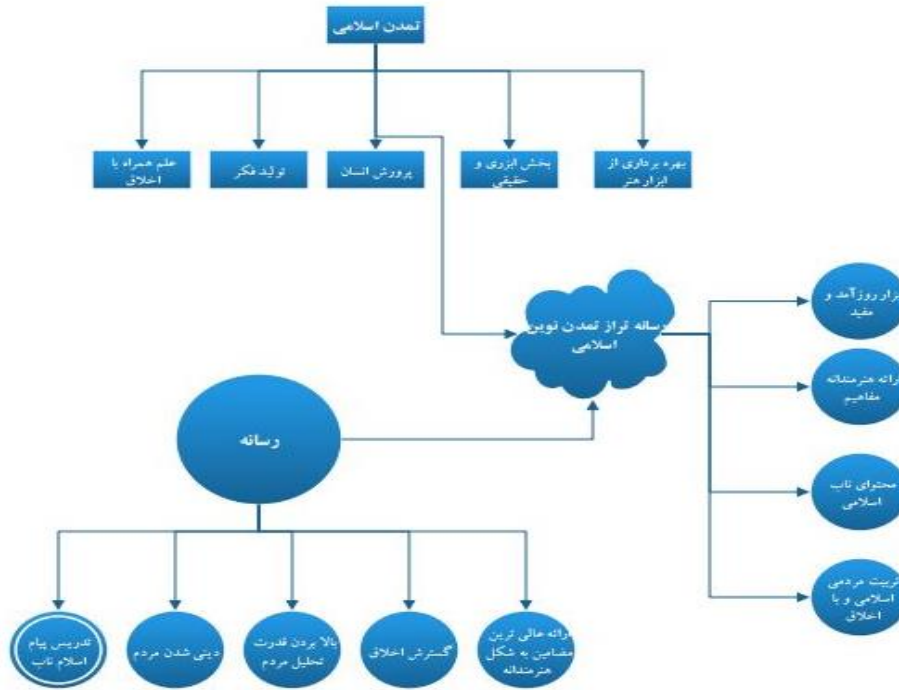 تمدن اسلامی
بهره برداری از
ابزار هنر
بخش ابزری و
حقیقی
پرورش انسان
تولید فکر
علم همراه با
اخلاق
رسانه تراز تمدن نوین
اسلامی
ابزار روزآمد و
مفید
ارائه هنرمندانه
مفاهیم
محتوای ناب
اسلامی
تربیت مردمی
اسلامی و با
اخلاق
رسانه
ارائه عالی ترین
مضامین به شکل
هنرمندانه
گسترش اخلاق
بالا بردن قدرت
تحلیل مردم
دینی شدن مردم
تدریس پیام
اسلام ناب